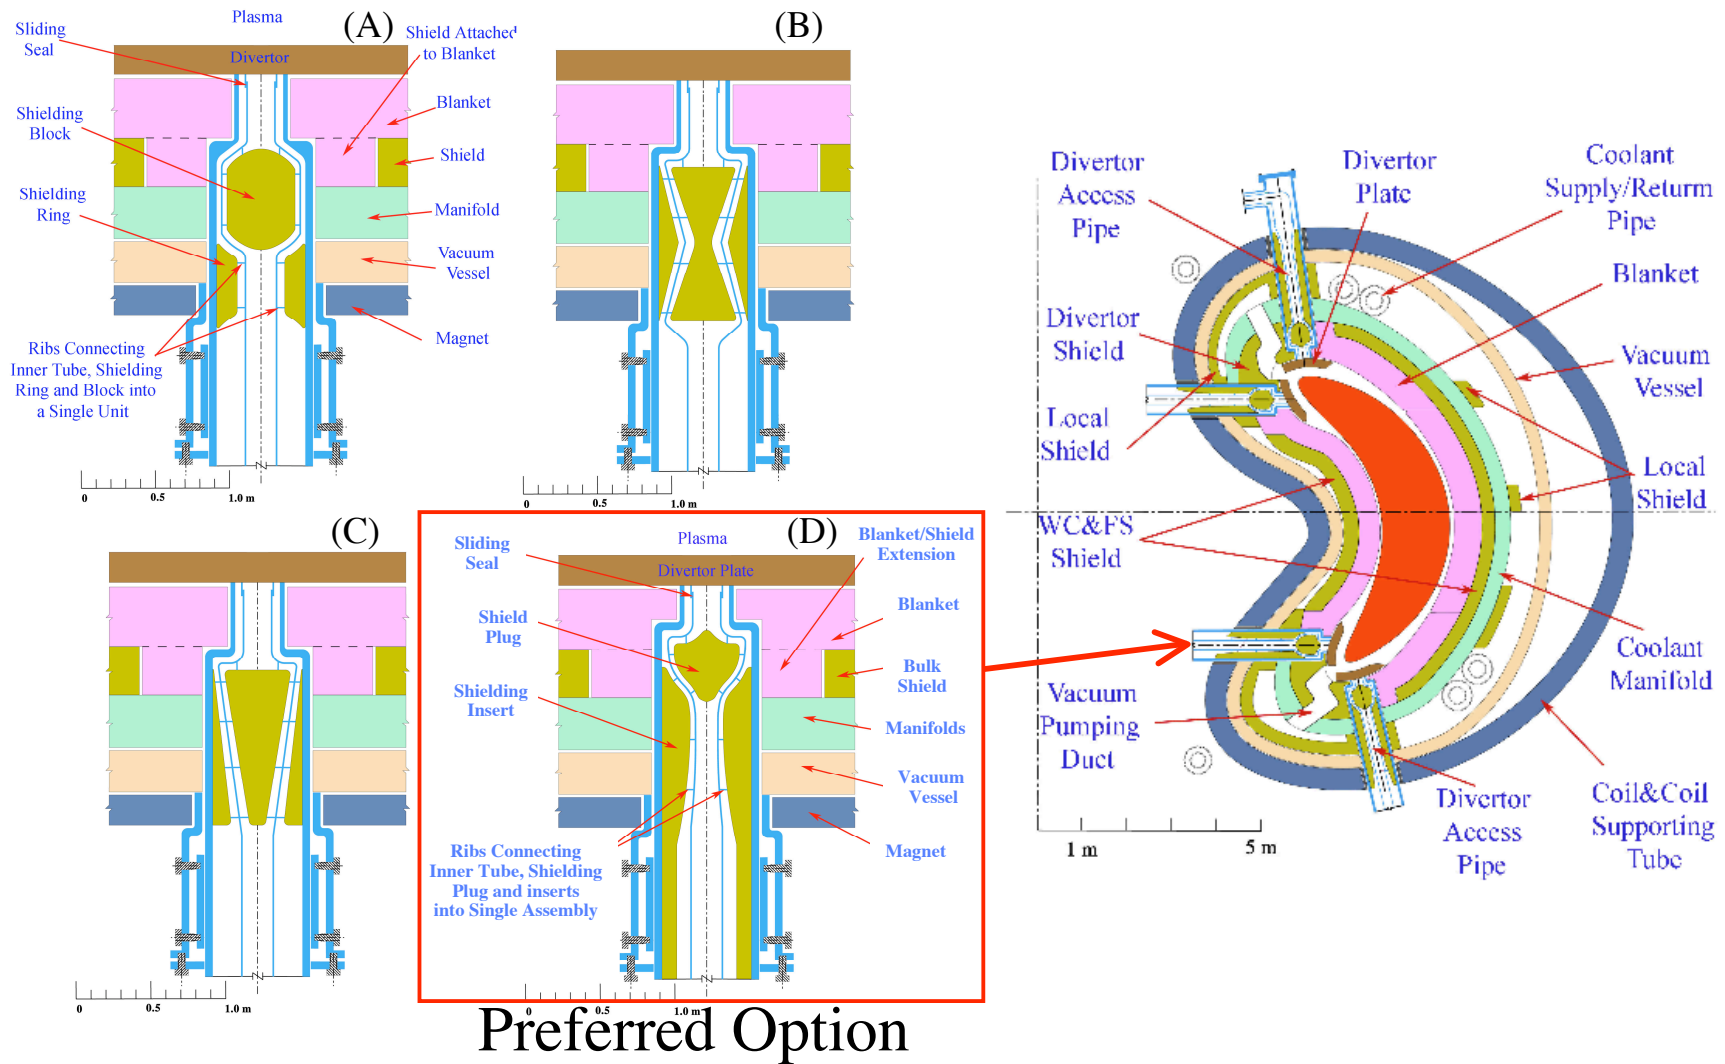 Plasma
(A)
Sliding
Seal
Shield Attached
to Blanket
Divertor
Blanket
Shielding
Block
Shield
Shielding
Ring
Manifold
Vacuum
Vessel
Magnet
Ribs Connecting
Inner Tube, Shielding
Ring and Block into
a Single Unit
0 0.5 1.0 m
(B)
0 0.5 1.0 m
(C)
0 0.5 1.0 m
(D)
Plasma
Sliding
Seal
Blanket/Shield
Extension
Divertor Plate
Shield
Plug
Blanket
Bulk
Shield
Shielding
Insert
Manifolds
Vacuum
Vessel
Magnet
Ribs Connecting
Inner Tube, Shielding
Plug and inserts
into Single Assembly
0 0.5 1.0 m
Preferred Option
Divertor
Access
Pipe
Divertor
Plate
Coolant
Supply/Returm
Pipe
Blanket
Divertor
Shield
Vacuum
Vessel
Local
Shield
Local
Shield
WC&FS
Shield
Coolant
Manifold
Vacuum
Pumping
Duct
Divertor
Access
Pipe
Coil&Coil
Supporting
Tube
1 m 5 m